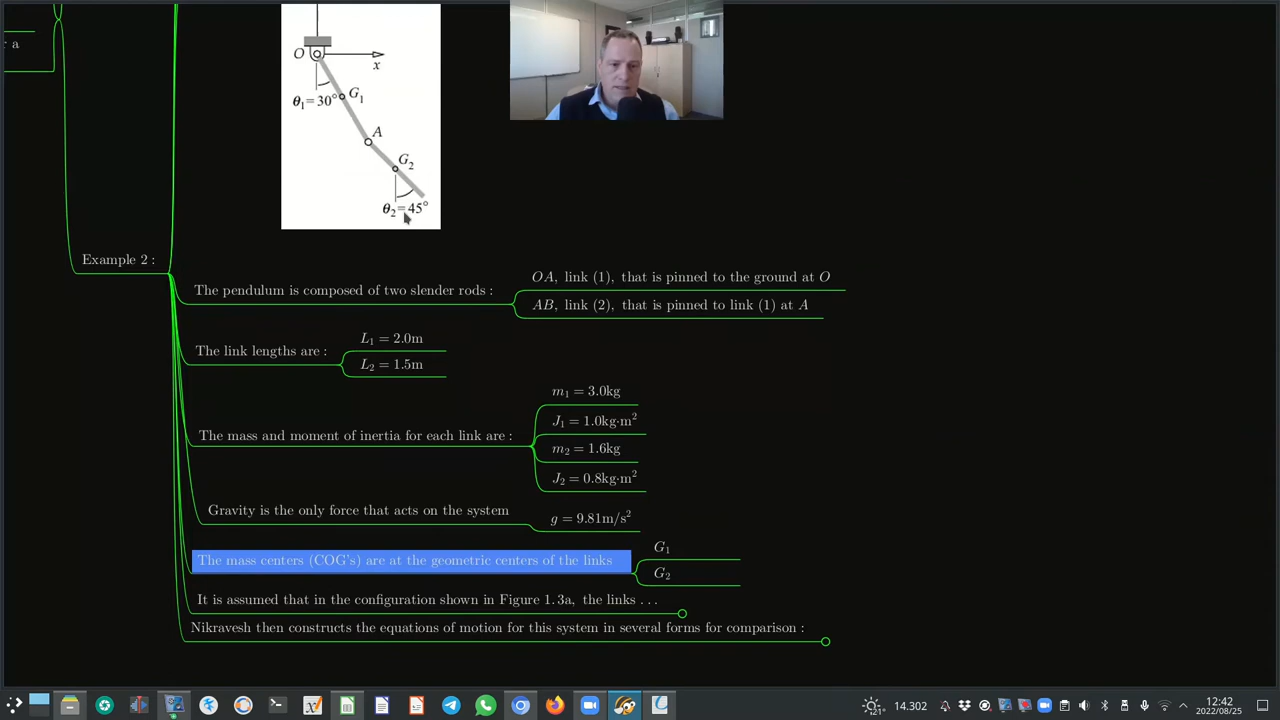 r a
O
x
θ₁=30°
G₁
A
G₂
θ₂=45°
Example 2 :
The pendulum is composed of two slender rods :
OA, link (1), that is pinned to the ground at O
AB, link (2), that is pinned to link (1) at A
The link lengths are :
L₁ = 2.0m
L₂ = 1.5m
The mass and moment of inertia for each link are :
m₁ = 3.0kg
J₁ = 1.0kg·m²
m₂ = 1.6kg
J₂ = 0.8kg·m²
Gravity is the only force that acts on the system
g = 9.81m/s²
The mass centers (COG's) are at the geometric centers of the links
G₁
G₂
It is assumed that in the configuration shown in Figure 1.3a, the links . . .
Nikravesh then constructs the equations of motion for this system in several forms for comparison :
21°
14.302
12:42
2022/08/25